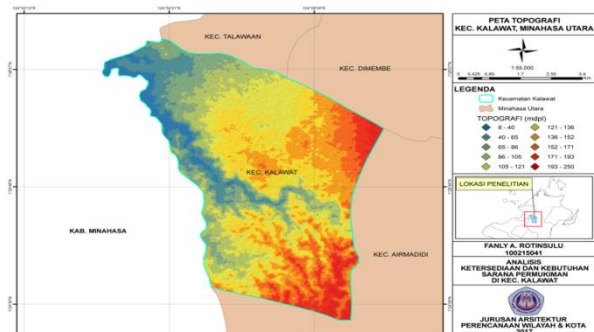 KEC. TALAWAAN
KEC. DIMEMBE
KEC. KALAWAT
KAB. MINAHASA
KEC. AIRMADIDI
PETA TOPOGRAFI
KEC. KALAWAT, MINAHASA UTARA
1:55.000
LEGENDA
Kecamatan Kalawat
Minahasa Utara
TOPOGRAFI (mdpl)
8 - 40
40 - 65
65 - 86
86 - 105
105 - 121
121 - 136
136 - 152
152 - 171
171 - 193
193 - 250
LOKASI PENELITIAN
FANLY A. ROTINSULU
100215041
ANALISIS
KETERSEDIAAN DAN KEBUTUHAN
SARANA PERMUKIMAN
DI KEC. KALAWAT
JURUSAN ARSITEKTUR
PERENCANAAN WILAYAH & KOTA
2017